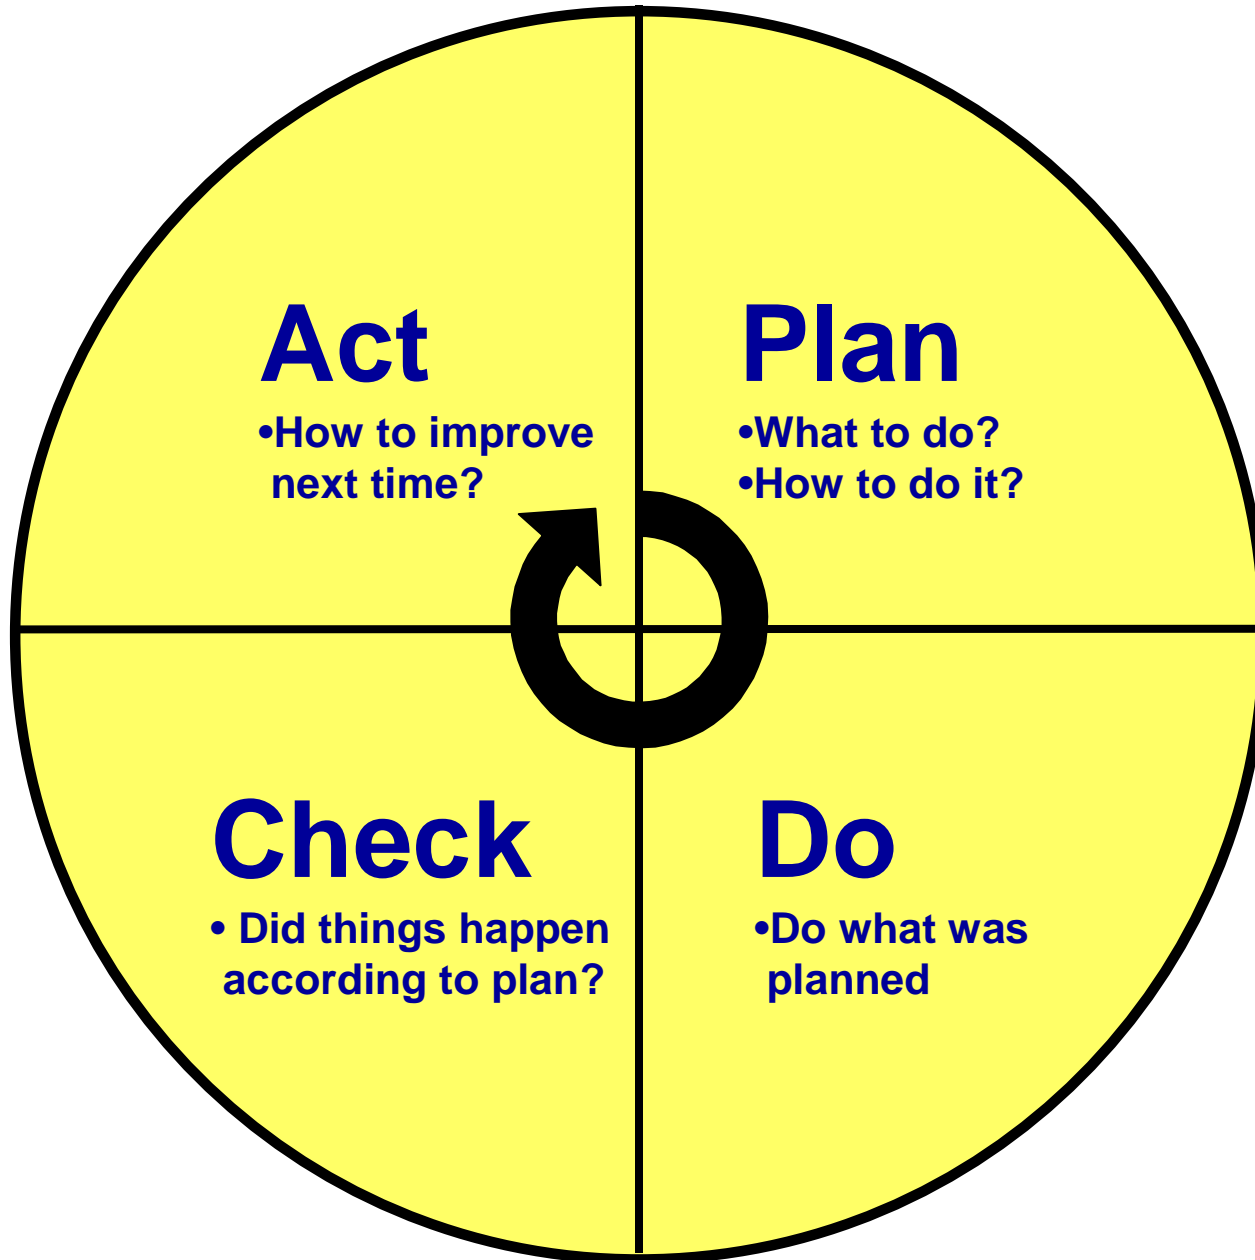 Act
•How to improve
next time?
Plan
•What to do?
•How to do it?
Check
• Did things happen
according to plan?
Do
•Do what was
planned